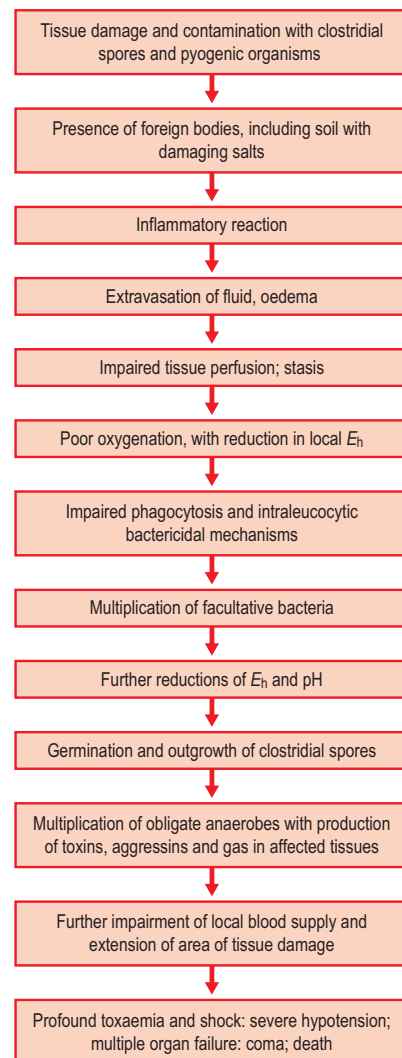 Tissue damage and contamination with clostridial
spores and pyogenic organisms
Presence of foreign bodies, including soil with
damaging salts
Inflammatory reaction
Extravasation of fluid, oedema
Impaired tissue perfusion; stasis
Poor oxygenation, with reduction in local Eh
Impaired phagocytosis and intraleucocytic
bactericidal mechanisms
Multiplication of facultative bacteria
Further reductions of Eh and pH
Germination and outgrowth of clostridial spores
Multiplication of obligate anaerobes with production
of toxins, aggressins and gas in affected tissues
Further impairment of local blood supply and
extension of area of tissue damage
Profound toxaemia and shock: severe hypotension;
multiple organ failure: coma; death